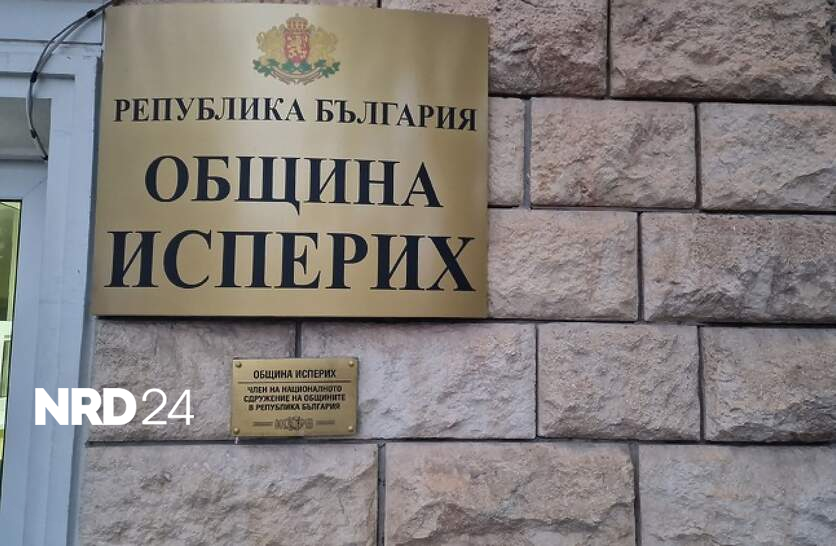 РЕПУБЛИКА БЪЛГАРИЯ
ОБЩИНА
ИСПЕРИХ
ОБЩИНА ИСПЕРИХ
ЧЛЕН НА НАЦИОНАЛНОТО
СДРУЖЕНИЕ НА ОБЩИНИТЕ
В РЕПУБЛИКА БЪЛГАРИЯ
NRD24